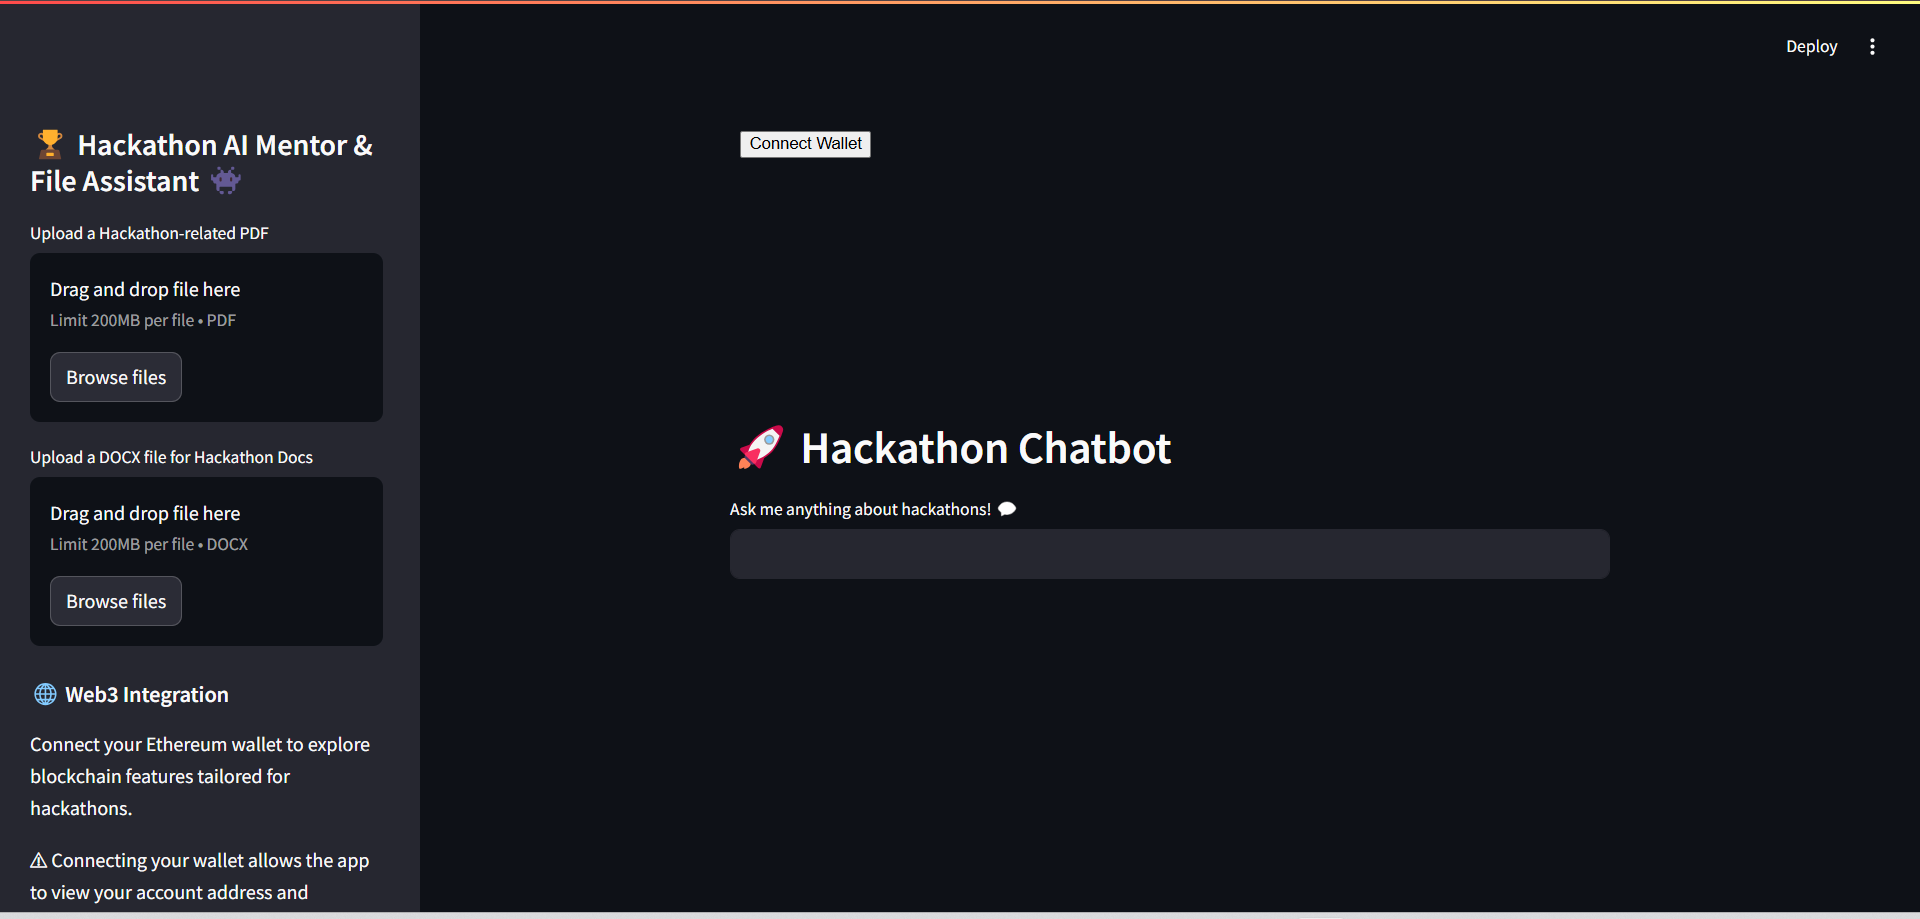 Deploy
🏆 Hackathon AI Mentor &
File Assistant 👾
Upload a Hackathon-related PDF
Drag and drop file here
Limit 200MB per file • PDF
Browse files
Upload a DOCX file for Hackathon Docs
Drag and drop file here
Limit 200MB per file • DOCX
Browse files
🌐 Web3 Integration
Connect your Ethereum wallet to explore
blockchain features tailored for
hackathons.
⚠ Connecting your wallet allows the app
to view your account address and
Connect Wallet
🚀 Hackathon Chatbot
Ask me anything about hackathons! 💬